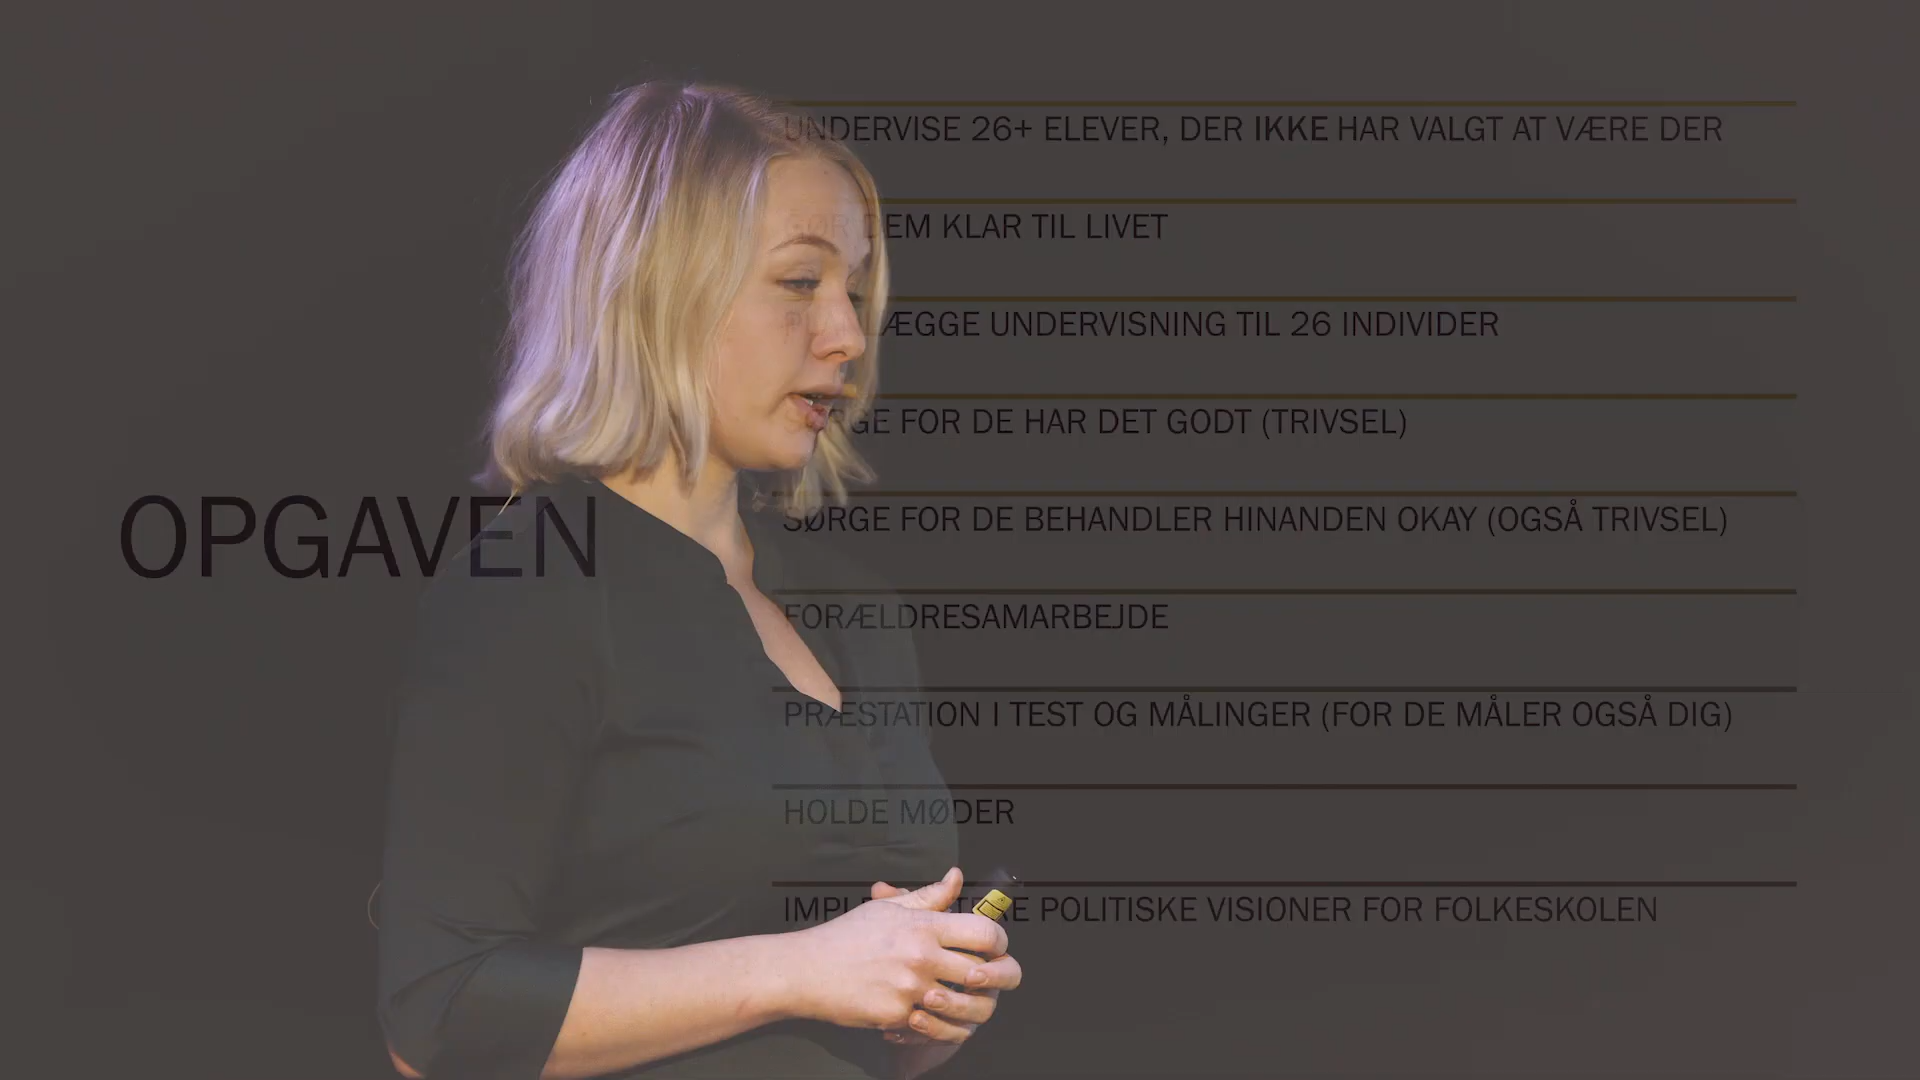 OPGAVEN
UNDERVISE 26+ ELEVER, DER IKKE HAR VALGT AT VÆRE DER
DEM KLAR TIL LIVET
UNDERVISNING TIL 26 INDIVIDER
FOR DE HAR DET GODT (TRIVSEL)
SØRGE FOR DE BEHANDLER HINANDEN OKAY (OGSÅ TRIVSEL)
FORÆLDRESAMARBEJDE
PRÆSTATION I TEST OG MÅLINGER (FOR DE MÅLER OGSÅ DIG)
HOLDE MØDER
POLITISKE VISIONER FOR FOLKESKOLEN